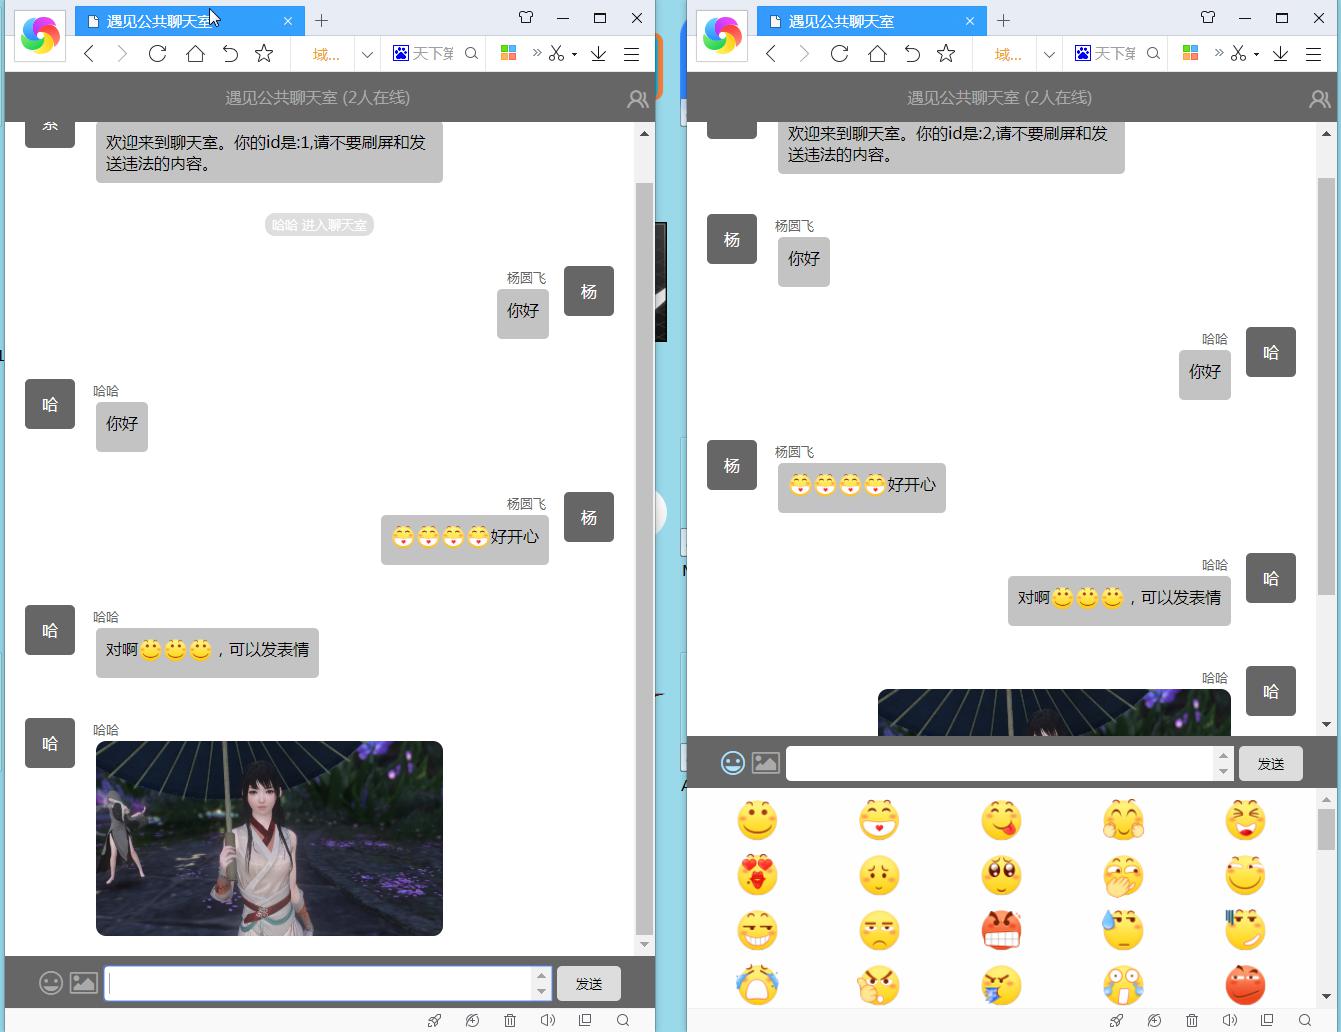 遇见公共聊天室
域...
天下第
遇见公共聊天室 (2人在线)
系
欢迎来到聊天室。你的id是:1,请不要刷屏和发
送违法的内容。
哈哈 进入聊天室
杨圆飞
杨
你好
哈
哈哈
你好
杨圆飞
杨
好开心
哈
哈哈
对啊，可以发表情
哈
哈哈
发送
遇见公共聊天室
域...
天下第
遇见公共聊天室 (2人在线)
欢迎来到聊天室。你的id是:2,请不要刷屏和发
送违法的内容。
杨
杨圆飞
你好
哈哈
哈
你好
杨
杨圆飞
好开心
哈哈
哈
对啊，可以发表情
哈哈
哈
发送